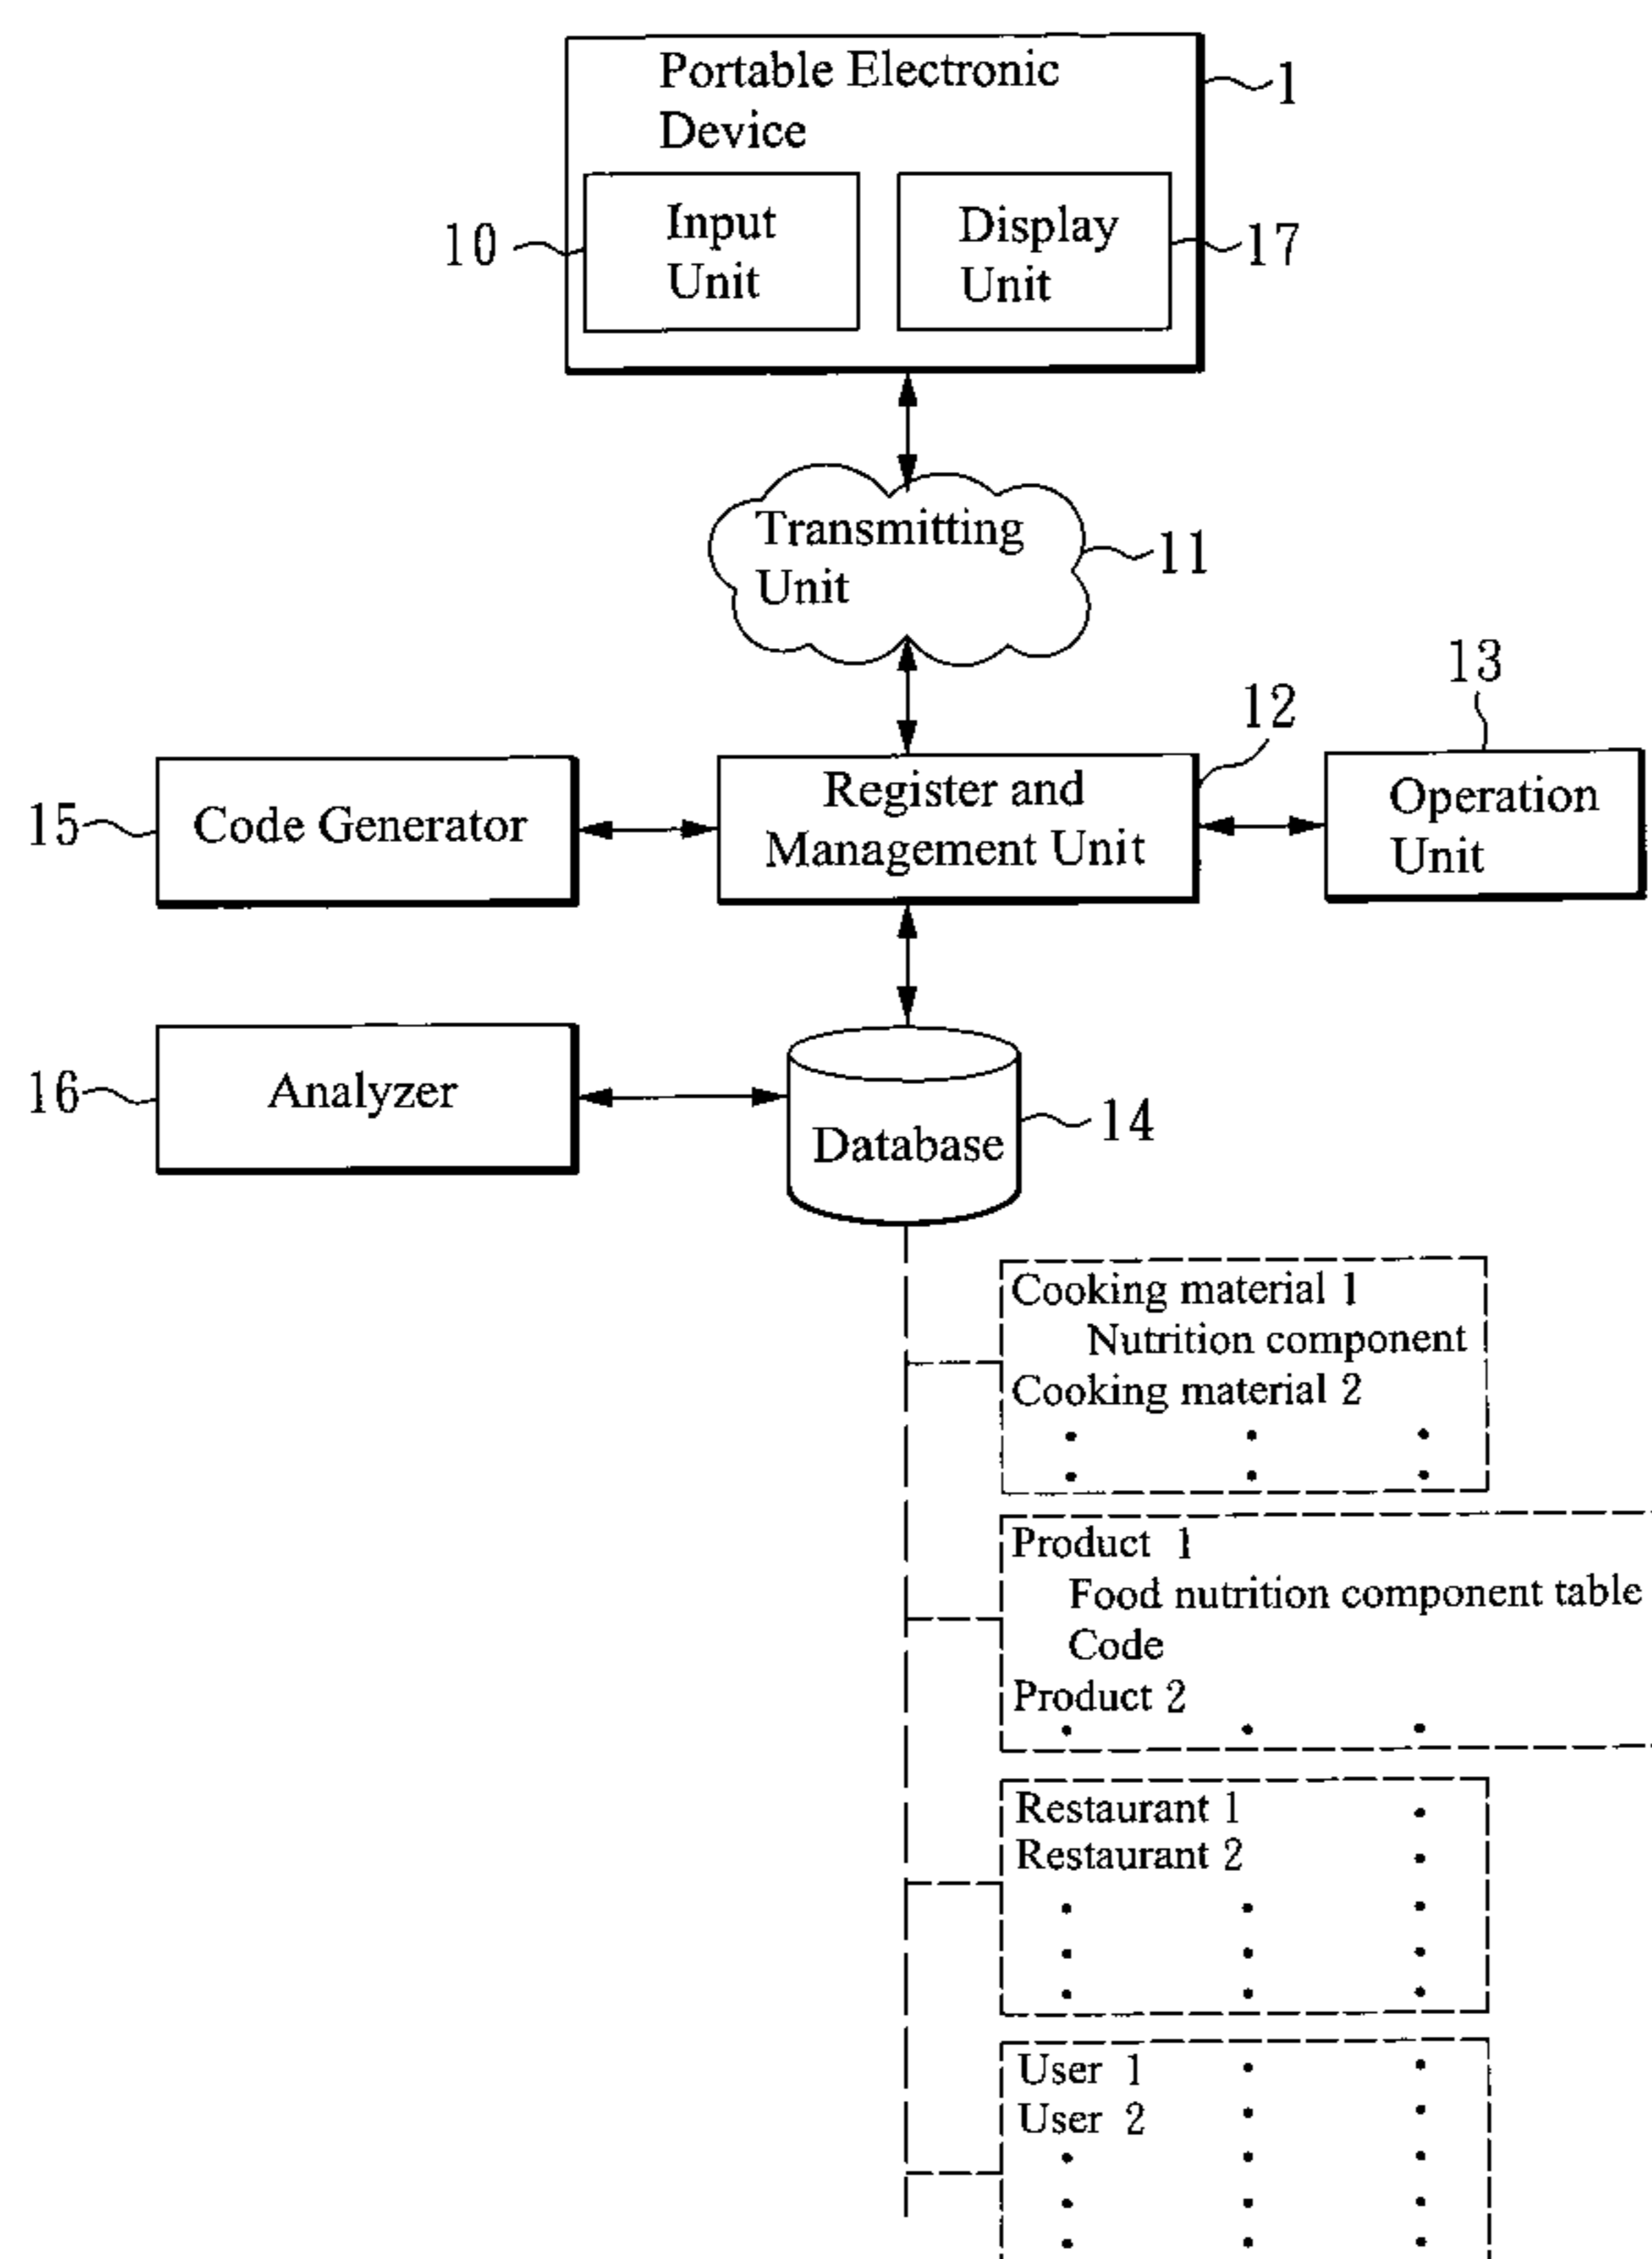 Portable Electronic
Device
1
10
Input
Unit
Display
Unit
17
Transmitting
Unit
11
12
13
15
Code Generator
Register and
Management Unit
Operation
Unit
16
Analyzer
Database
14
Cooking material 1
Nutrition component
Cooking material 2
Product 1
Food nutrition component table
Code
Product 2
Restaurant 1
Restaurant 2
User 1
User 2